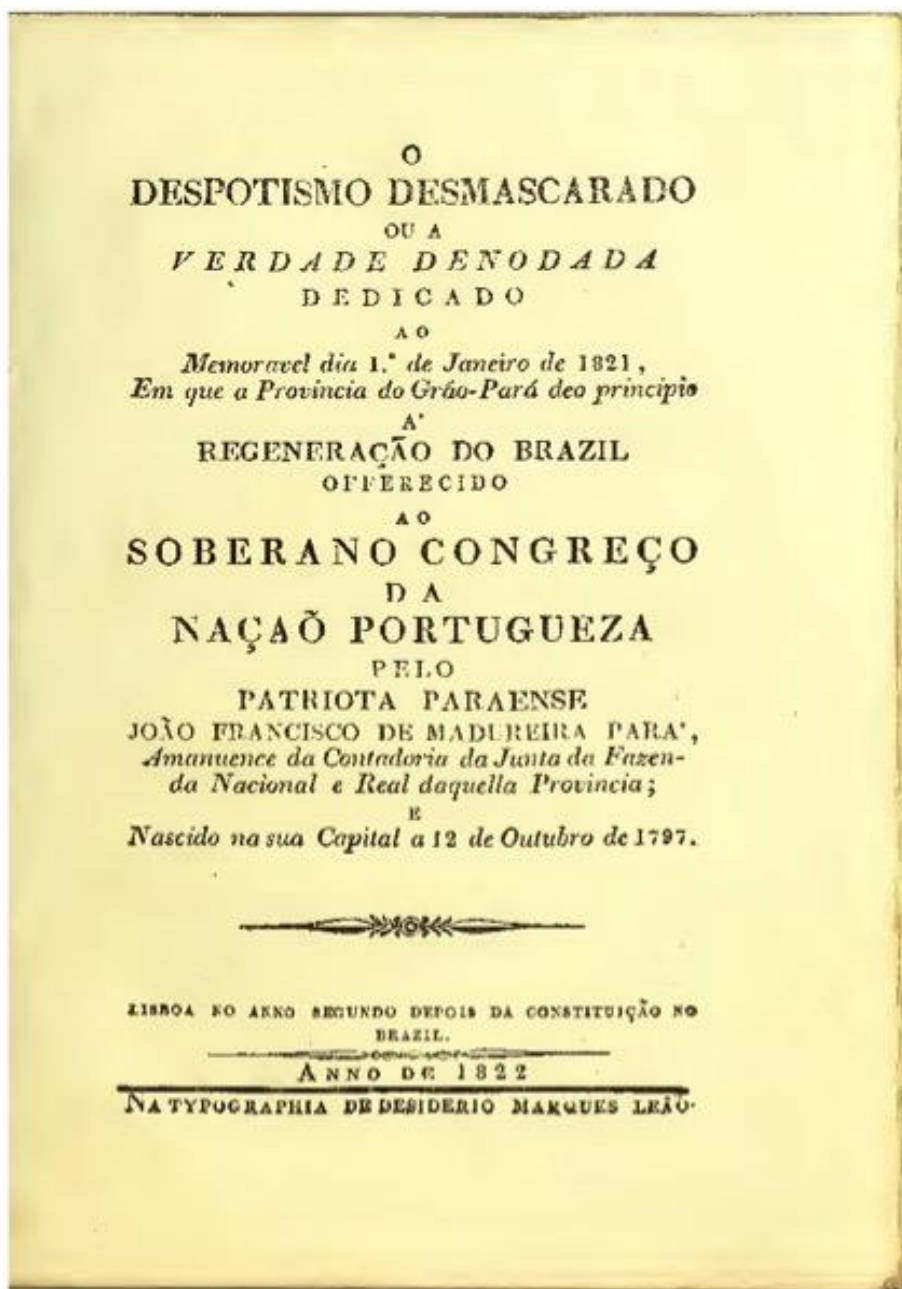 O
DESPOTISMO DESMASCARADO
OU A
VERDADE DENODADA
DEDICADO
AO
Memoravel dia 1.º de Janeiro de 1821,
Em que a Provincia do Grão-Pará deo principio
A'
REGENERAÇÃO DO BRAZIL
OFFERECIDO
AO
SOBERANO CONGREÇO
DA
NAÇAÕ PORTUGUEZA
PELO
PATRIOTA PARAENSE
JOÃO FRANCISCO DE MADUREIRA PARA',
Amanuence da Contadoria da Junta da Fazen-
da Nacional e Real daquella Provincia;
E
Nascido na sua Capital a 12 de Outubro de 1797.
LISBOA NO ANNO SEGUNDO DEPOIS DA CONSTITUIÇÃO NO
BRAZIL.
ANNO DE 1822
NA TYPOGRAPHIA DE DESIDERIO MARQUES LEÃO.